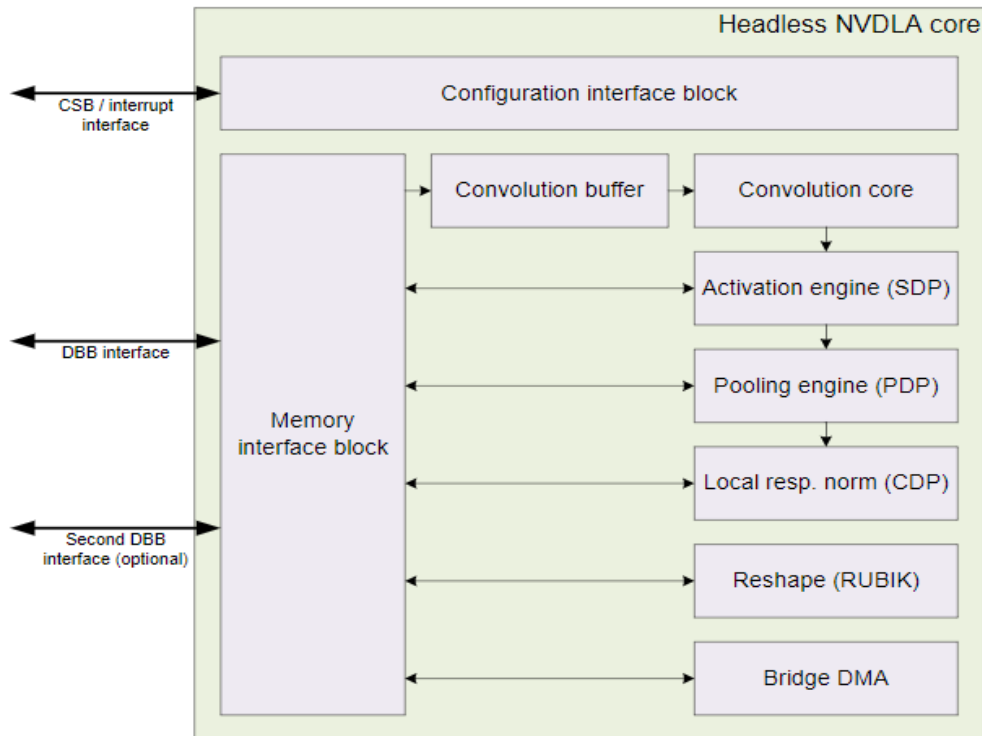 Headless NVDLA core
Configuration interface block
CSB / interrupt
interface
Convolution buffer
Convolution core
Activation engine (SDP)
DBB interface
Pooling engine (PDP)
Memory
interface block
Local resp. norm (CDP)
Second DBB
interface (optional)
Reshape (RUBIK)
Bridge DMA